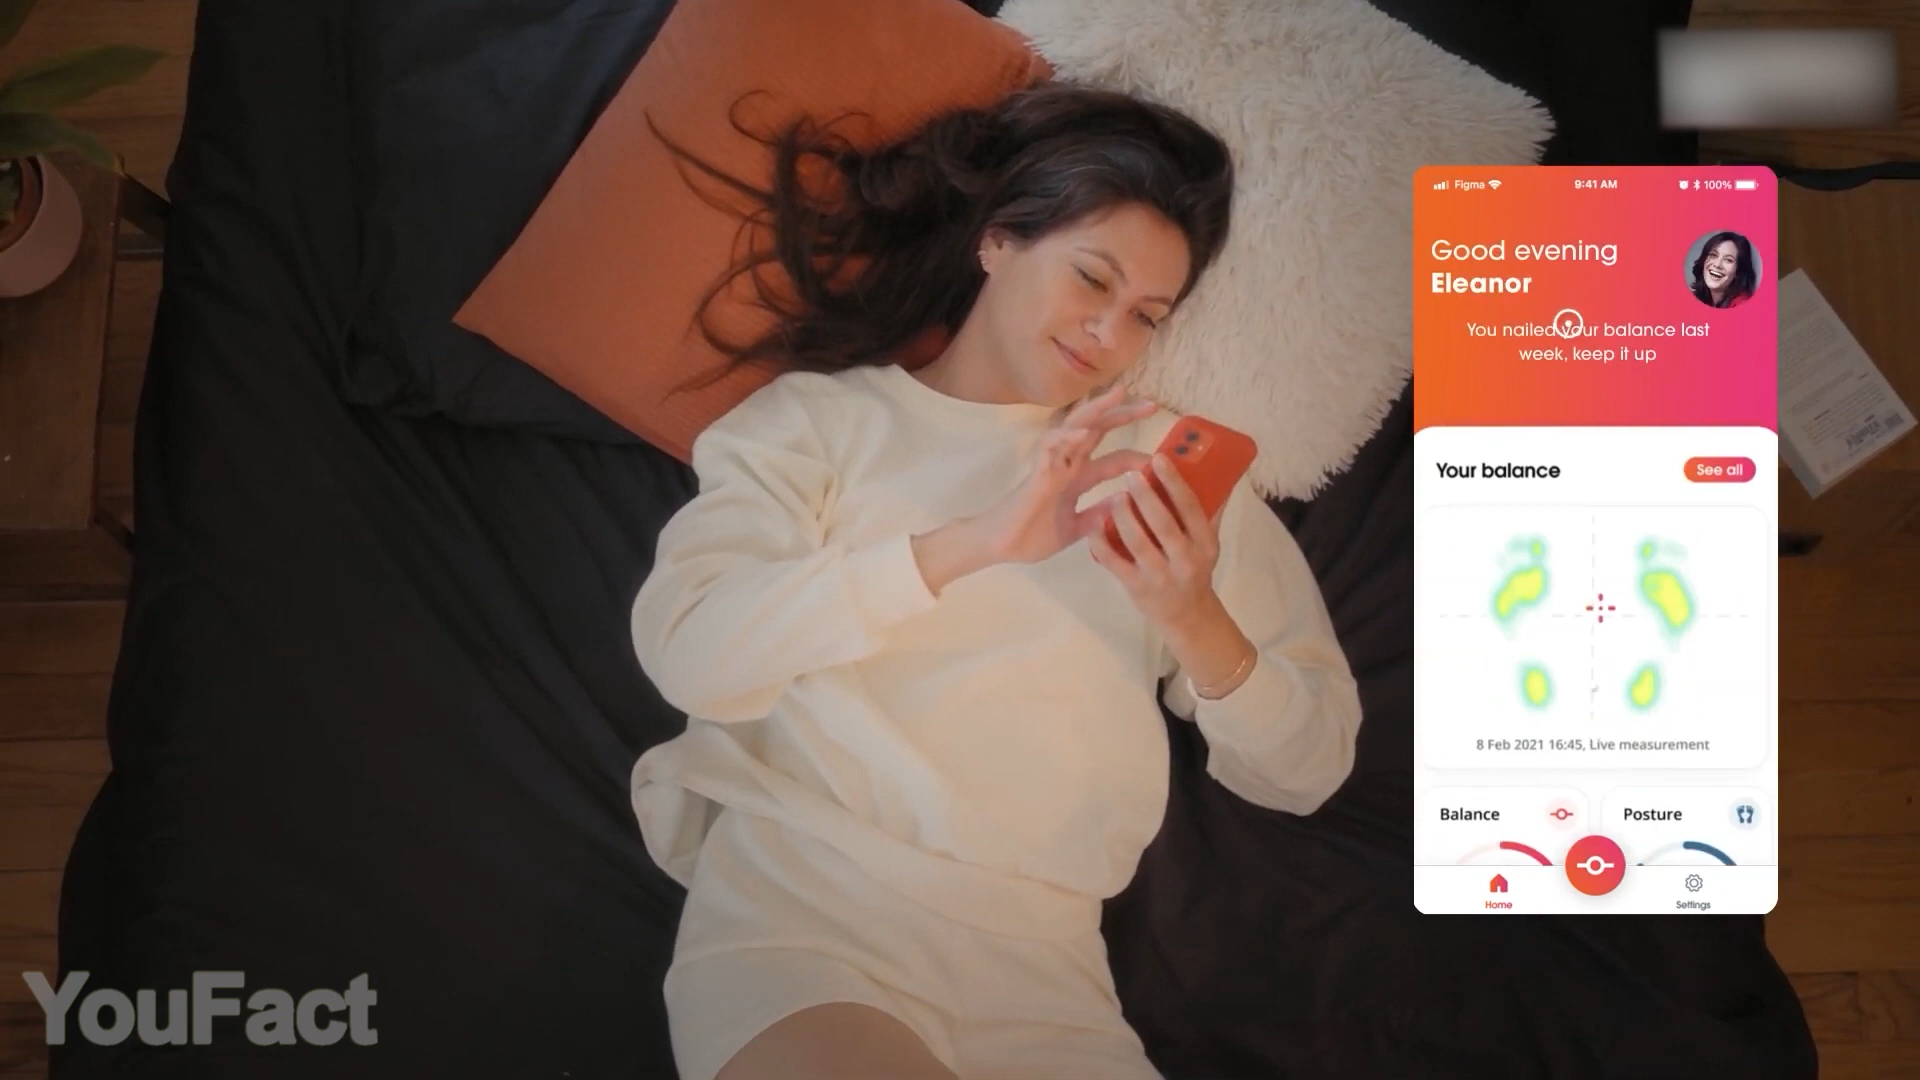 Figma
9:41 AM
100%
Good evening
Eleanor
You nailed your balance last
week, keep it up
Your balance
See all
8 Feb 2021 16:45, Live measurement
Balance
Posture
Home
Settings
YouFact